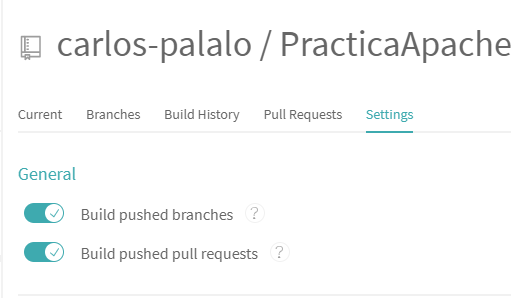 carlos-palalo / PracticaApache
Current Branches Build History Pull Requests Settings
General
Build pushed branches ?
Build pushed pull requests ?